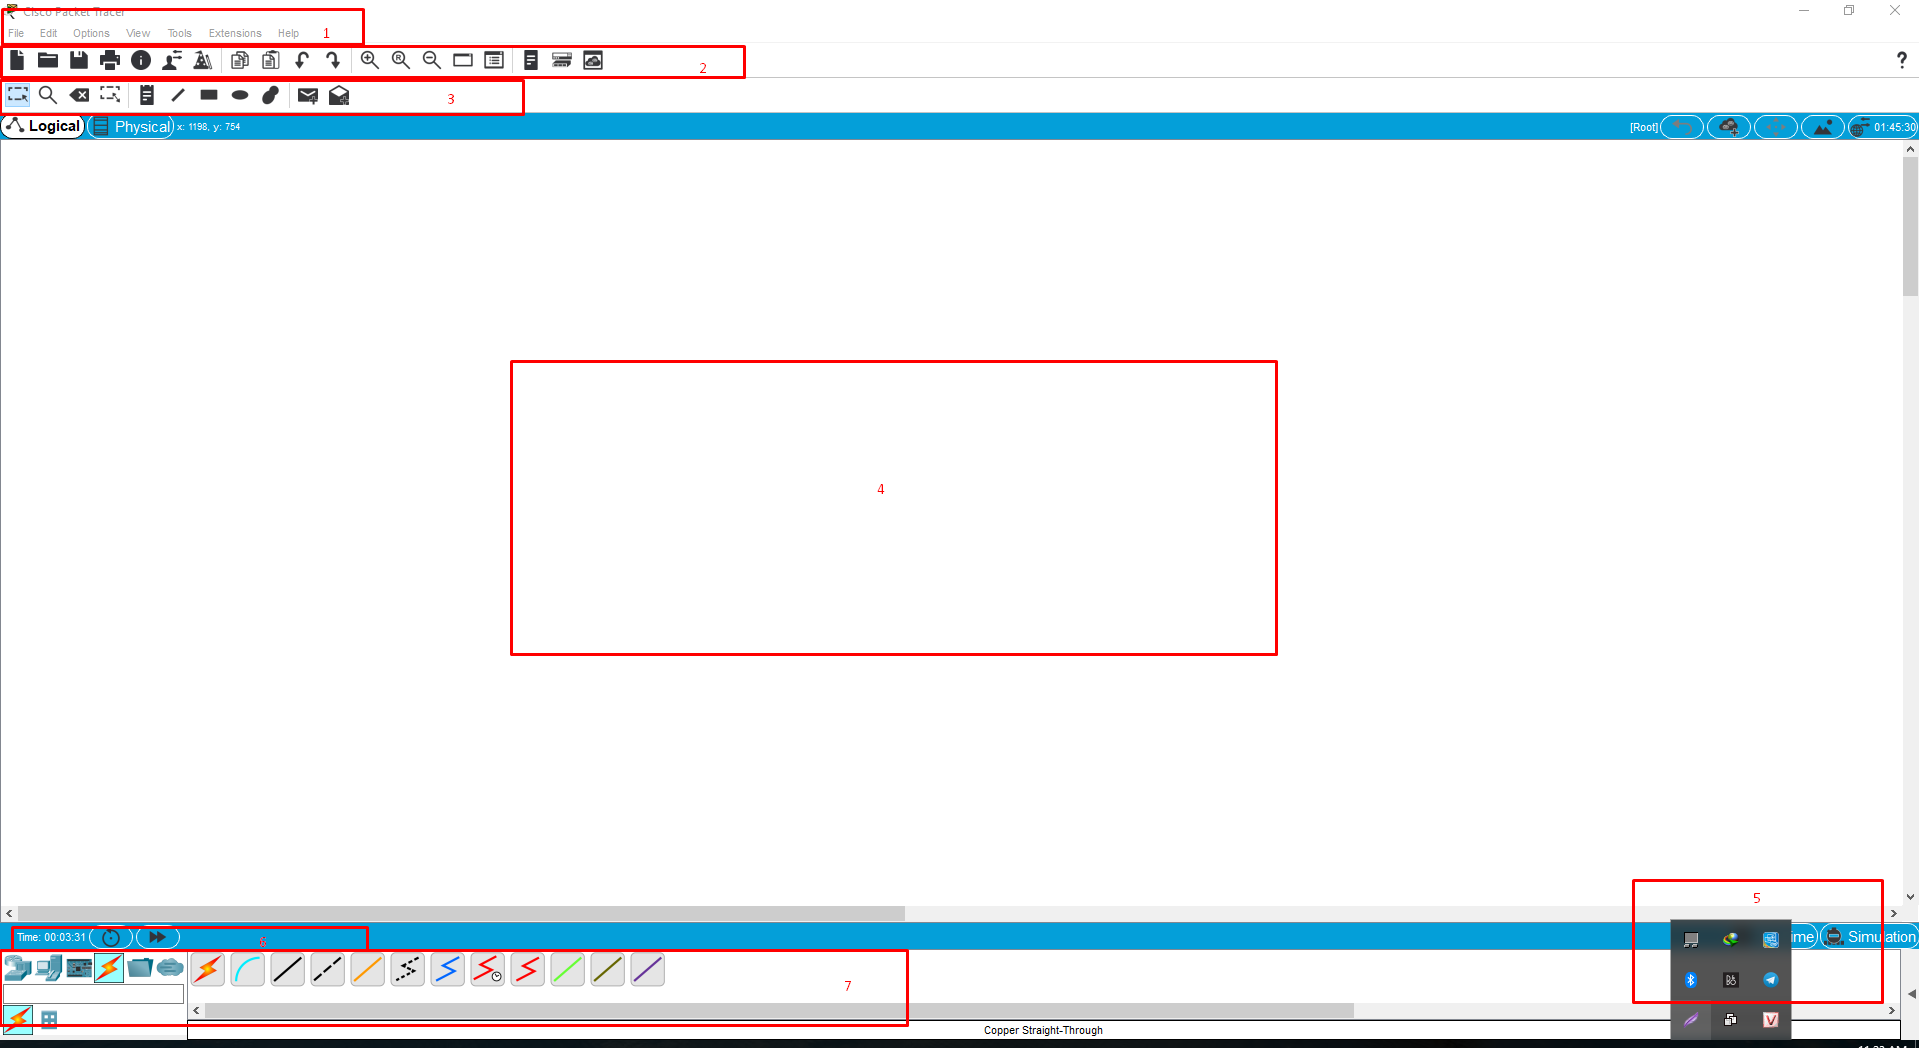 Cisco Packet Tracer
File Edit Options View Tools Extensions Help 1
2
3
Logical Physical x: 1198, y: 754 [Root] 01:45:30
4
5
Time: 00:03:31 6 ime Simulation
7
Copper Straight-Through